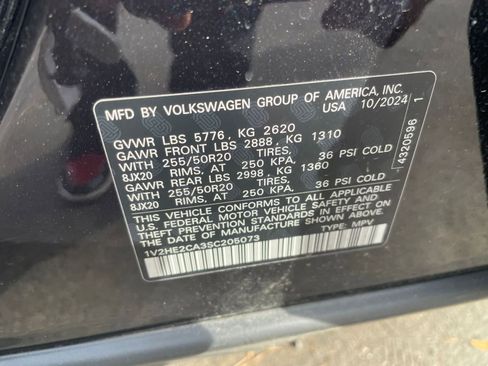 MFD BY VOLKSWAGEN GROUP OF AMERICA, INC.
USA 10/2024
GVWR LBS 5776 , KG 2620
GAWR FRONT LBS 2888 , KG 1310
WITH 255/50R20 TIRES,
8JX20 RIMS, AT 250 KPA, 36 PSI COLD
GAWR REAR LBS 2998, KG 1360
WITH 255/50R20 TIRES,
8JX20 RIMS, AT 250 KPA, 36 PSI COLD
THIS VEHICLE CONFORMS TO ALL APPLICABLE
U.S. FEDERAL MOTOR VEHICLE SAFETY AND
THEFT PREVENTION STANDARDS IN EFFECT ON
THE DATE OF MANUFACTURE SHOWN ABOVE.
1V2HE2CA3SC205073 TYPE: MPV
4320596 1